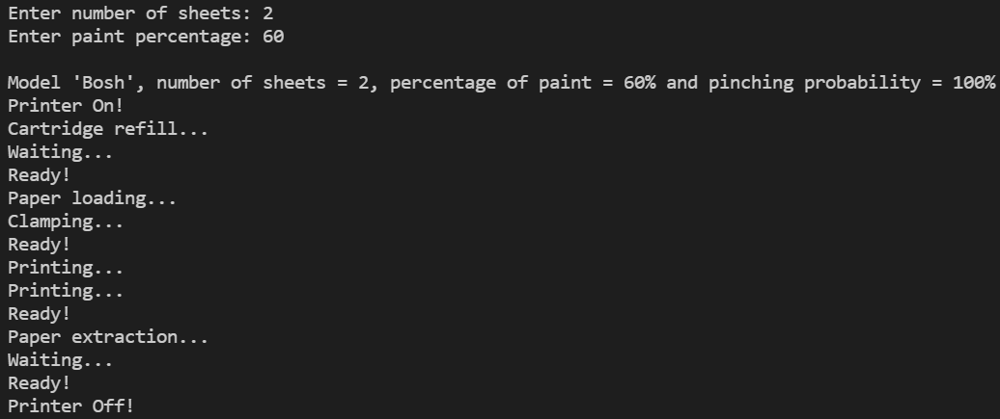 Enter number of sheets: 2
Enter paint percentage: 60
Model 'Bosh', number of sheets = 2, percentage of paint = 60% and pinching probability = 100%
Printer On!
Cartridge refill...
Waiting...
Ready!
Paper loading...
Clamping...
Ready!
Printing...
Printing...
Ready!
Paper extraction...
Waiting...
Ready!
Printer Off!